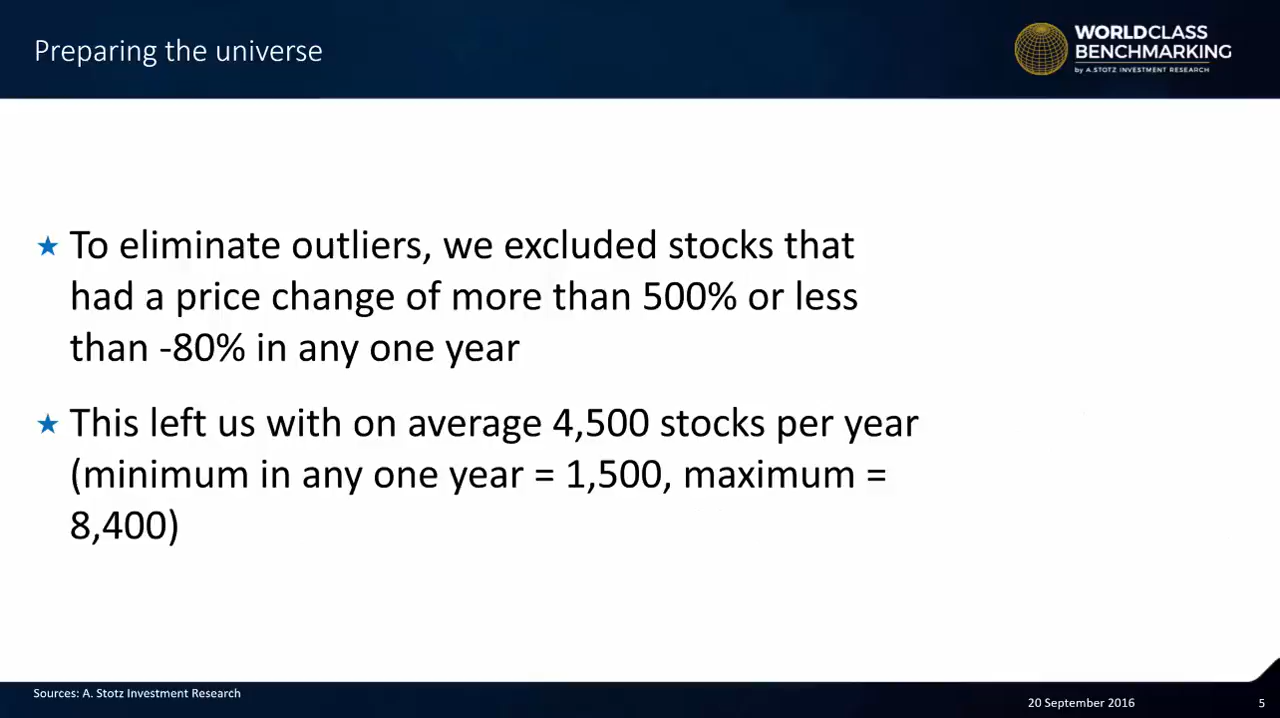 Preparing the universe
WORLDCLASS
BENCHMARKING
by A.STOTZ INVESTMENT RESEARCH
★ To eliminate outliers, we excluded stocks that
had a price change of more than 500% or less
than -80% in any one year
★ This left us with on average 4,500 stocks per year
(minimum in any one year = 1,500, maximum =
8,400)
Sources: A. Stotz Investment Research
20 September 2016
5